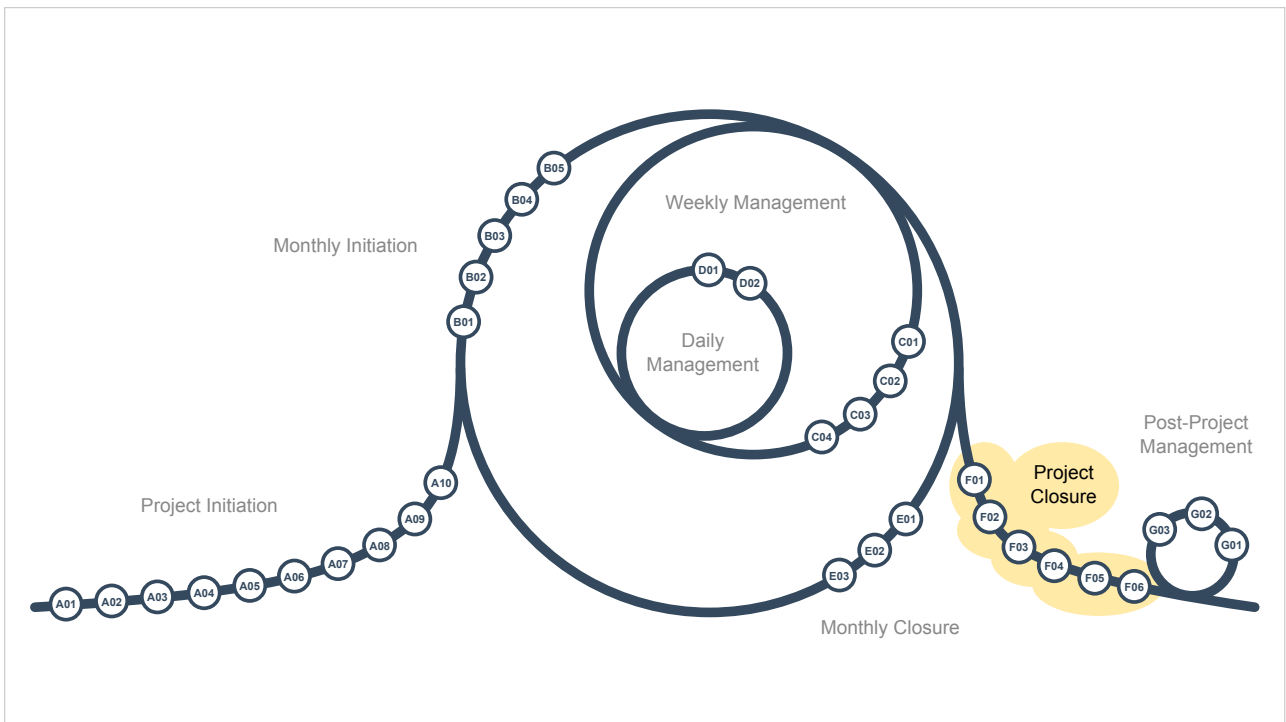 B05
B04
Weekly Management
B03
Monthly Initiation
D01
B02
D02
B01
C01
Daily
Management
C02
C03
Post-Project
Management
C04
Project
Closure
F01
A10
Project Initiation
G02
F02
E01
A09
G03
G01
A08
F03
E02
A07
F04
E03
A06
F05
A05
F06
A04
A03
A02
A01
Monthly Closure